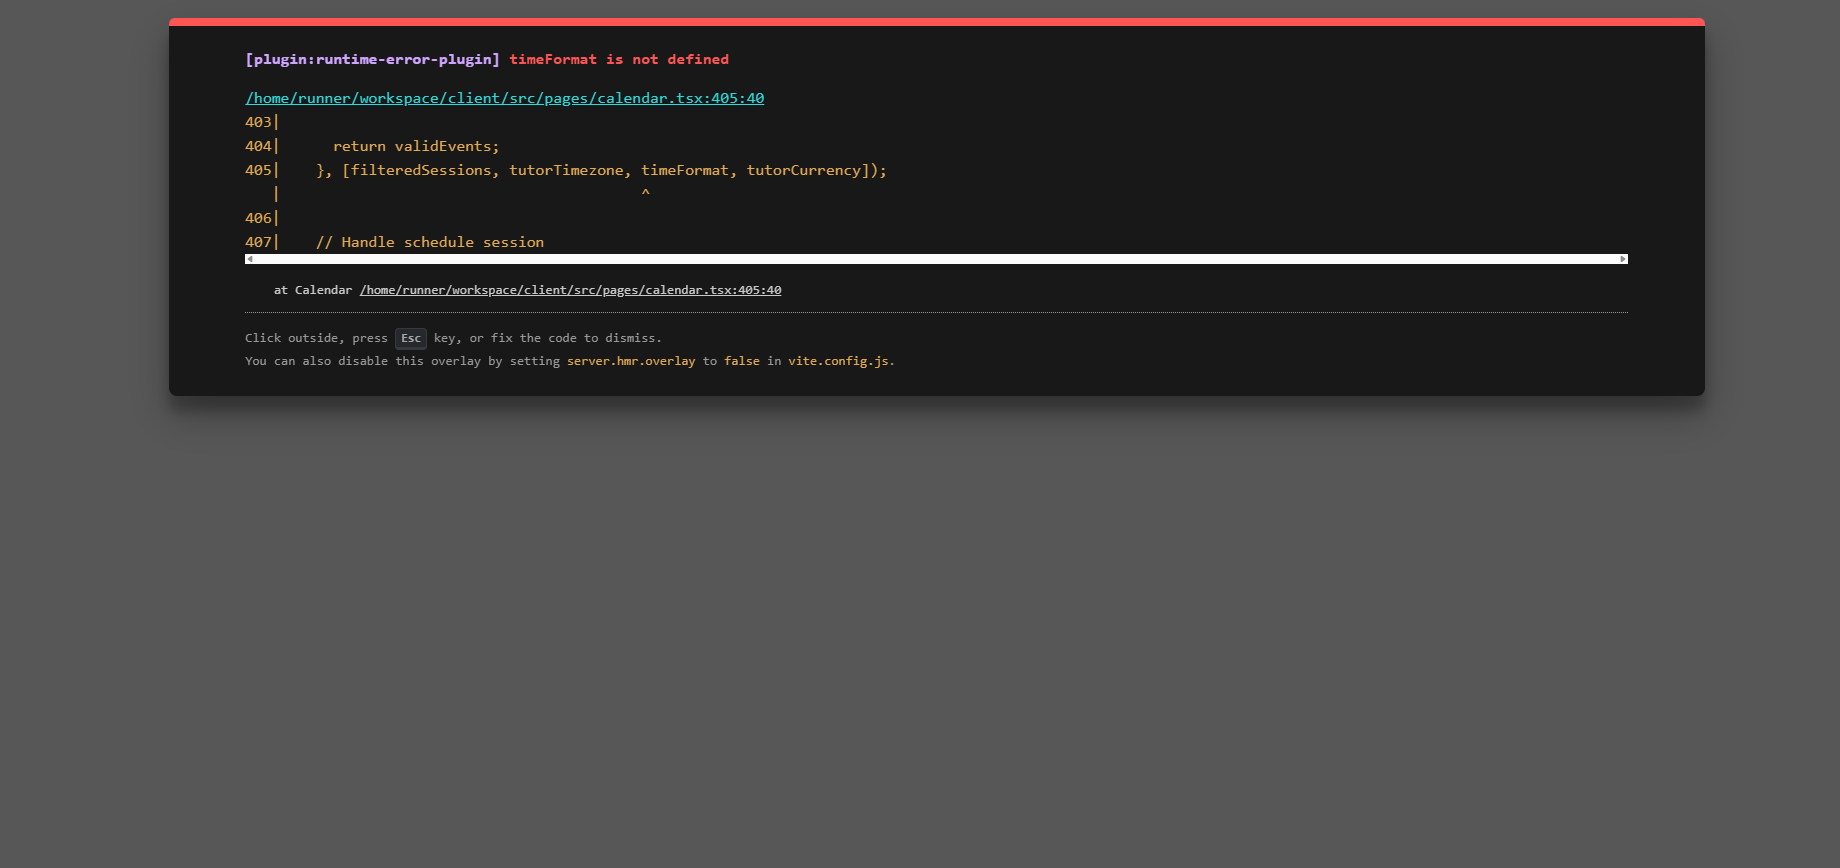 [plugin:runtime-error-plugin] timeFormat is not defined
/home/runner/workspace/client/src/pages/calendar.tsx:405:40
403|
404|      return validEvents;
405|    }, [filteredSessions, tutorTimezone, timeFormat, tutorCurrency]);
   |                                         ^
406|
407|    // Handle schedule session
at Calendar /home/runner/workspace/client/src/pages/calendar.tsx:405:40
Click outside, press Esc key, or fix the code to dismiss.
You can also disable this overlay by setting server.hmr.overlay to false in vite.config.js.